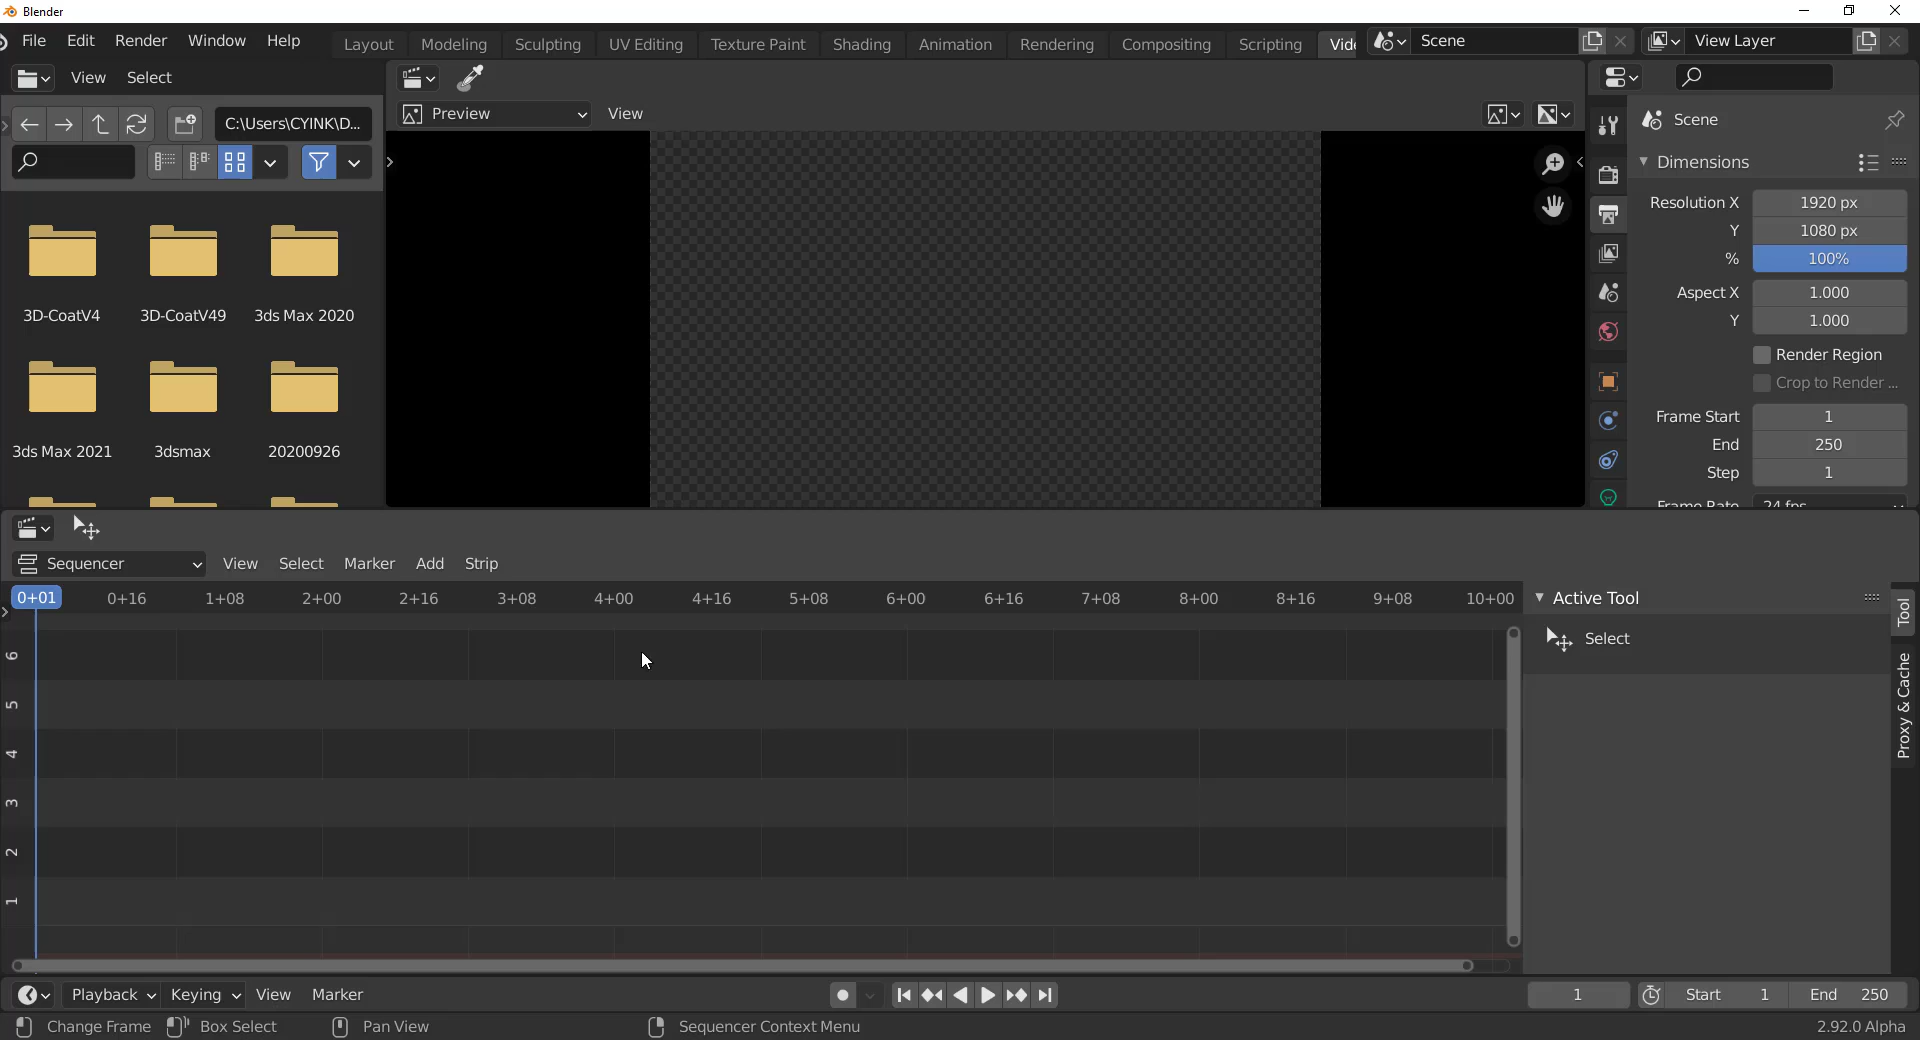 Blender
File Edit Render Window Help Layout Modeling Sculpting UV Editing Texture Paint Shading Animation Rendering Compositing Scripting Scene View Layer
View Select
C:\Users\CYINK\D...
3D-CoatV4 3D-CoatV49 3ds Max 2020
3ds Max 2021 3dsmax 20200926
Preview View
Scene
Dimensions
Resolution X 1920 px
Y 1080 px
% 100%
Aspect X 1.000
Y 1.000
Render Region
Crop to Render ...
Frame Start 1
End 250
Step 1
Frame Rate 24 fps
Sequencer View Select Marker Add Strip
0+01 0+16 1+08 2+00 2+16 3+08 4+00 4+16 5+08 6+00 6+16 7+08 8+00 8+16 9+08 10+00
6
5
4
3
2
1
Active Tool
Select
Tool
Proxy & Cache
Playback Keying View Marker 1 Start 1 End 250
Change Frame Box Select Pan View Sequencer Context Menu 2.92.0 Alpha